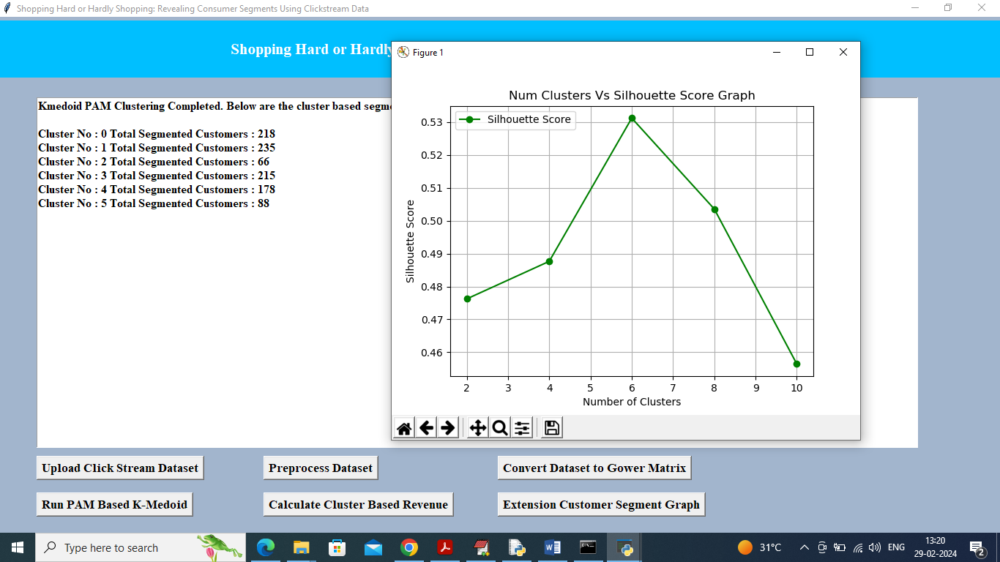 Shopping Hard or Hardly Shopping: Revealing Consumer Segments Using Clickstream Data
Shopping Hard or Hardly
Kmedoid PAM Clustering Completed. Below are the cluster based segm
Cluster No : 0 Total Segmented Customers : 218
Cluster No : 1 Total Segmented Customers : 235
Cluster No : 2 Total Segmented Customers : 66
Cluster No : 3 Total Segmented Customers : 215
Cluster No : 4 Total Segmented Customers : 178
Cluster No : 5 Total Segmented Customers : 88
Figure 1
Num Clusters Vs Silhouette Score Graph
Silhouette Score
0.53
0.52
0.51
0.50
0.49
0.48
0.47
0.46
Silhouette Score
2 3 4 5 6 7 8 9 10
Number of Clusters
Upload Click Stream Dataset
Preprocess Dataset
Convert Dataset to Gower Matrix
Run PAM Based K-Medoid
Calculate Cluster Based Revenue
Extension Customer Segment Graph
Type here to search
31°C
ENG
13:20
29-02-2024
2